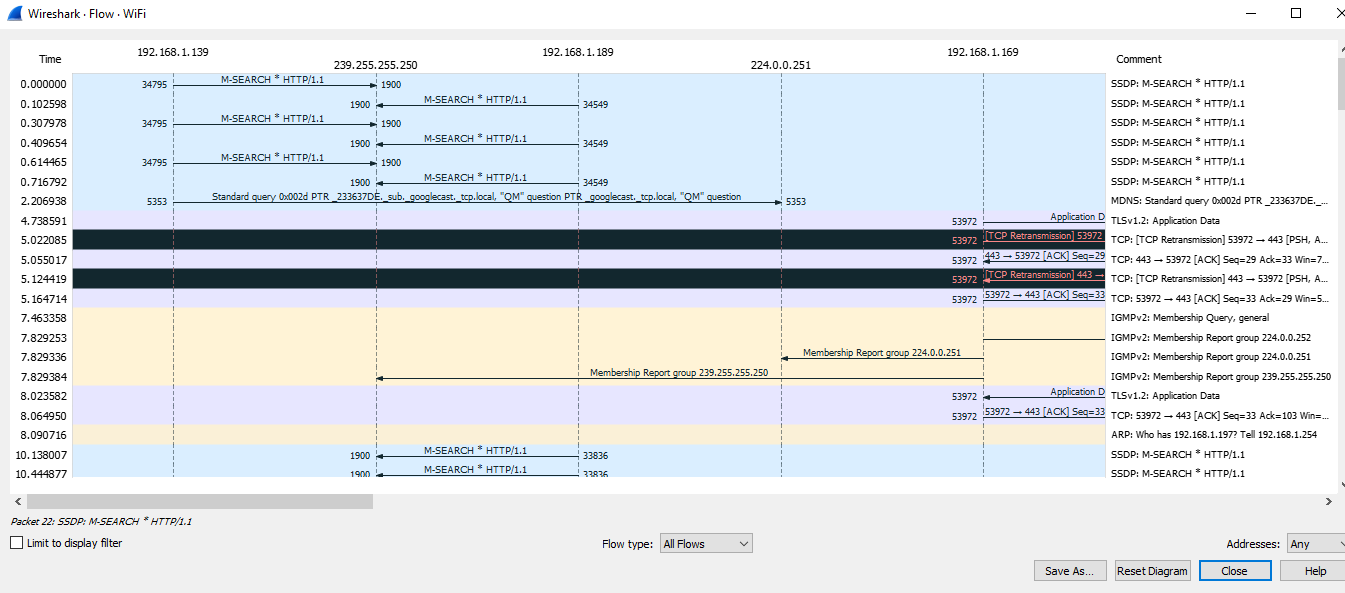 Wireshark · Flow · WiFi
192.168.1.139 192.168.1.189 192.168.1.169
Time 239.255.255.250 224.0.0.251 Comment
0.000000 34795 M-SEARCH * HTTP/1.1 1900 SSDP: M-SEARCH * HTTP/1.1
0.102598 1900 M-SEARCH * HTTP/1.1 34549 SSDP: M-SEARCH * HTTP/1.1
0.307978 34795 M-SEARCH * HTTP/1.1 1900 SSDP: M-SEARCH * HTTP/1.1
0.409654 1900 M-SEARCH * HTTP/1.1 34549 SSDP: M-SEARCH * HTTP/1.1
0.614465 34795 M-SEARCH * HTTP/1.1 1900 SSDP: M-SEARCH * HTTP/1.1
0.716792 1900 M-SEARCH * HTTP/1.1 34549 SSDP: M-SEARCH * HTTP/1.1
2.206938 5353 Standard query 0x002d PTR _233637DE._sub._googlecast._tcp.local, "QM" question PTR _googlecast._tcp.local, "QM" question 5353 MDNS: Standard query 0x002d PTR _233637DE._...
4.738591 53972 Application D TLSv1.2: Application Data
5.022085 53972 [TCP Retransmission] 53972 TCP: [TCP Retransmission] 53972 → 443 [PSH, A...
5.055017 53972 443 → 53972 [ACK] Seq=29 TCP: 443 → 53972 [ACK] Seq=29 Ack=33 Win=7...
5.124419 53972 [TCP Retransmission] 443 → TCP: [TCP Retransmission] 443 → 53972 [PSH, A...
5.164714 53972 53972 → 443 [ACK] Seq=33 TCP: 53972 → 443 [ACK] Seq=33 Ack=29 Win=5...
7.463358 IGMPv2: Membership Query, general
7.829253 IGMPv2: Membership Report group 224.0.0.252
7.829336 Membership Report group 224.0.0.251 IGMPv2: Membership Report group 224.0.0.251
7.829384 Membership Report group 239.255.255.250 IGMPv2: Membership Report group 239.255.255.250
8.023582 53972 Application D TLSv1.2: Application Data
8.064950 53972 53972 → 443 [ACK] Seq=33 TCP: 53972 → 443 [ACK] Seq=33 Ack=103 Win=...
8.090716 ARP: Who has 192.168.1.197? Tell 192.168.1.254
10.138007 1900 M-SEARCH * HTTP/1.1 33836 SSDP: M-SEARCH * HTTP/1.1
10.444877 1900 M-SEARCH * HTTP/1.1 33836 SSDP: M-SEARCH * HTTP/1.1
Packet 22: SSDP: M-SEARCH * HTTP/1.1
Limit to display filter Flow type: All Flows Addresses: Any
Save As... Reset Diagram Close Help